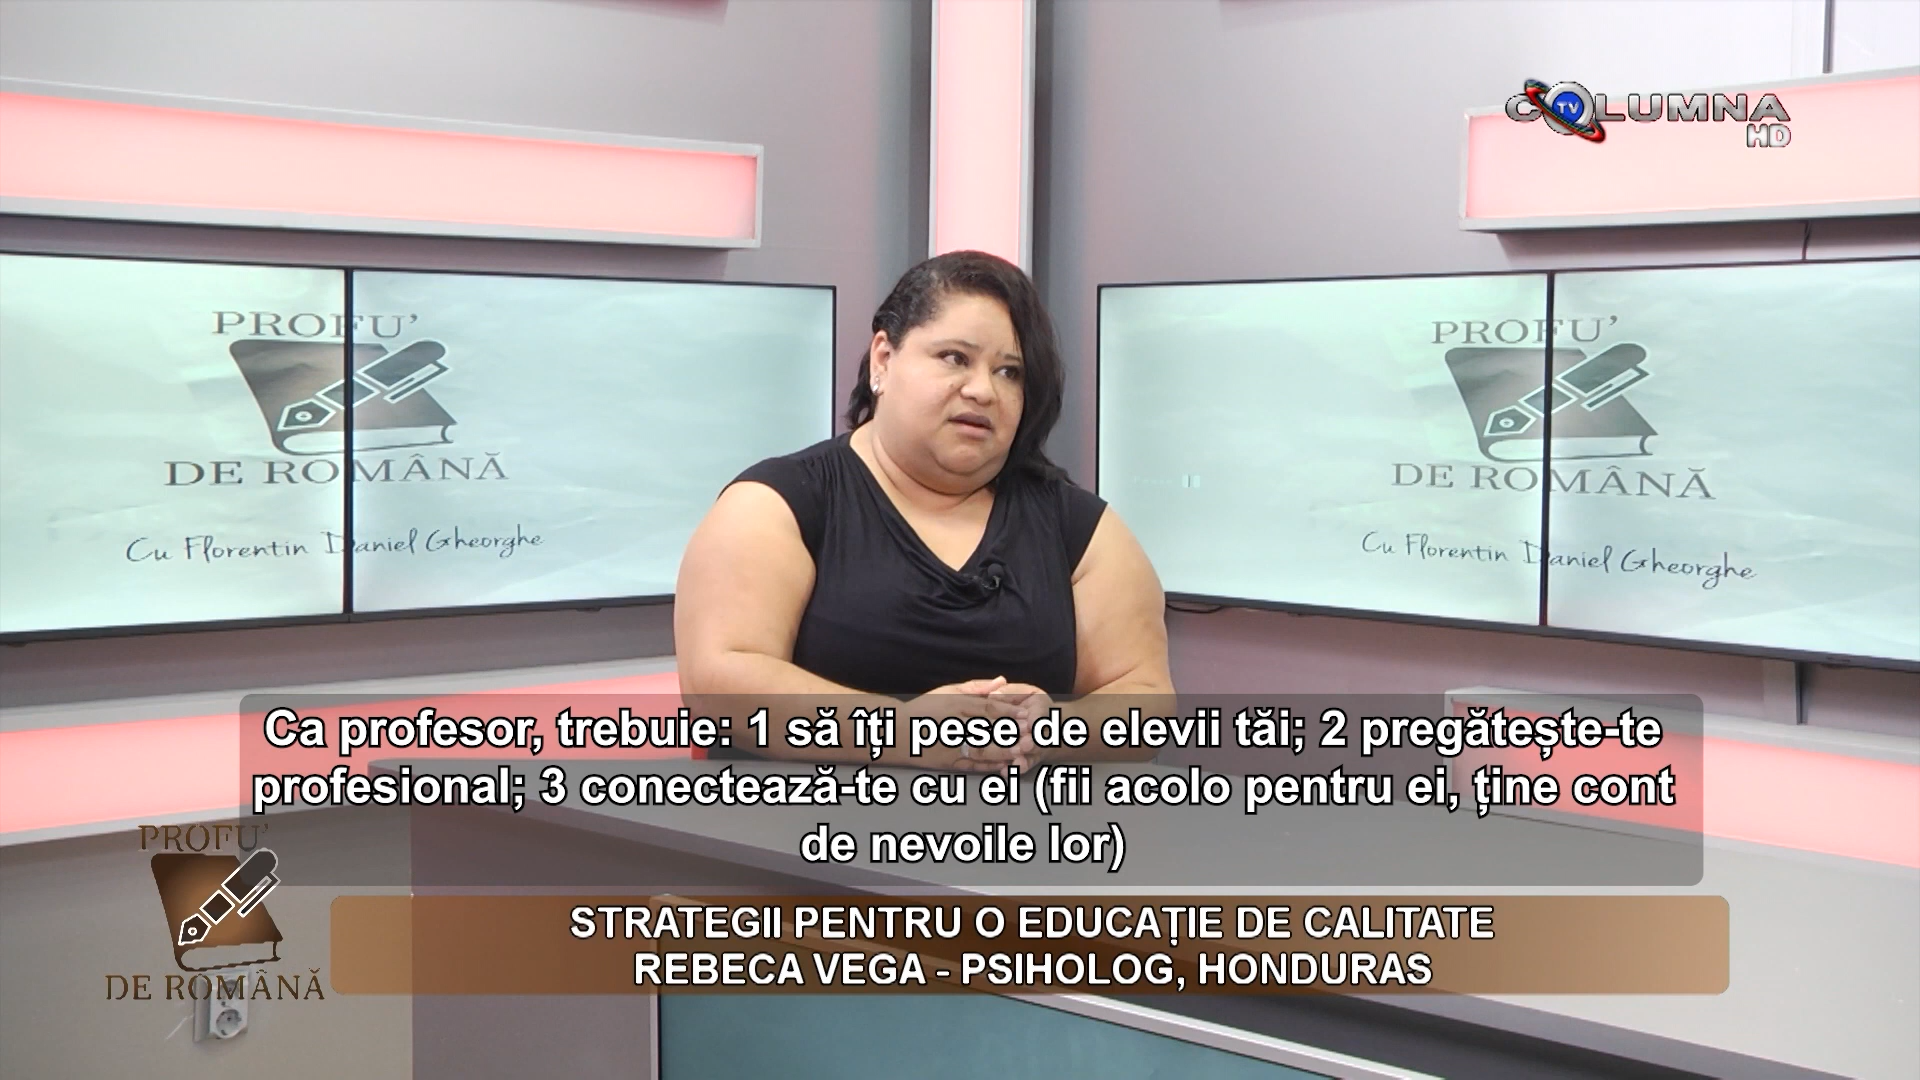 COLUMNA
TV
HD
PROFU'
DE ROMÂNĂ
Cu Florentin Daniel Gheorghe
PROFU'
DE ROMÂNĂ
Cu Florentin Daniel Gheorghe
Ca profesor, trebuie: 1 să îți pese de elevii tăi; 2 pregătește-te
profesional; 3 conectează-te cu ei (fii acolo pentru ei, ține cont
de nevoile lor)
PROFU'
DE ROMÂNĂ
STRATEGII PENTRU O EDUCAȚIE DE CALITATE
REBECA VEGA - PSIHOLOG, HONDURAS